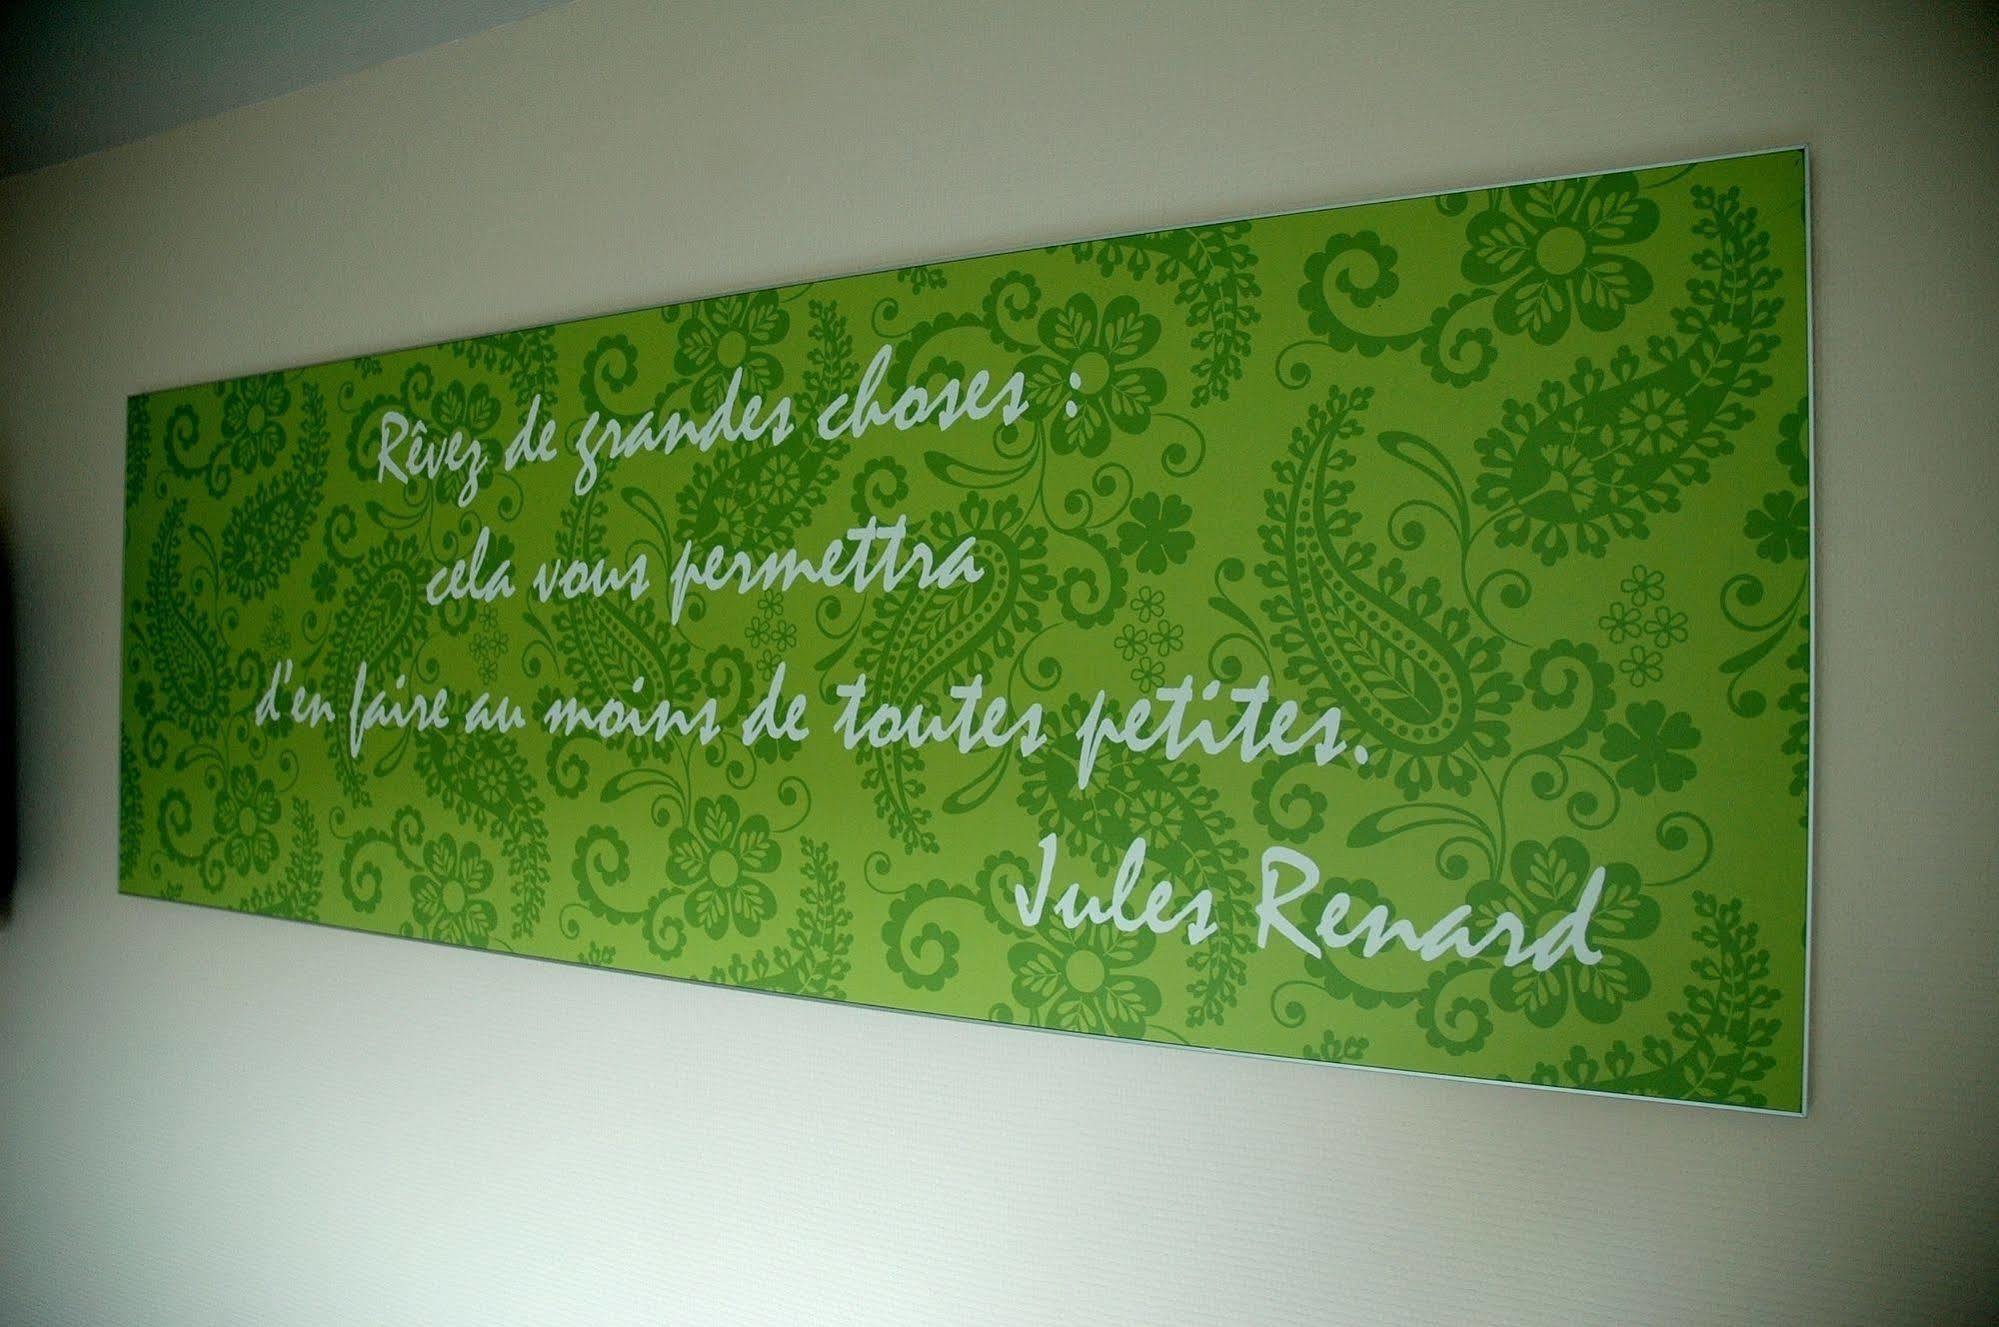 Rêvez de grandes choses :
cela vous permettra
d'en faire au moins de toutes petites.
Jules Renard